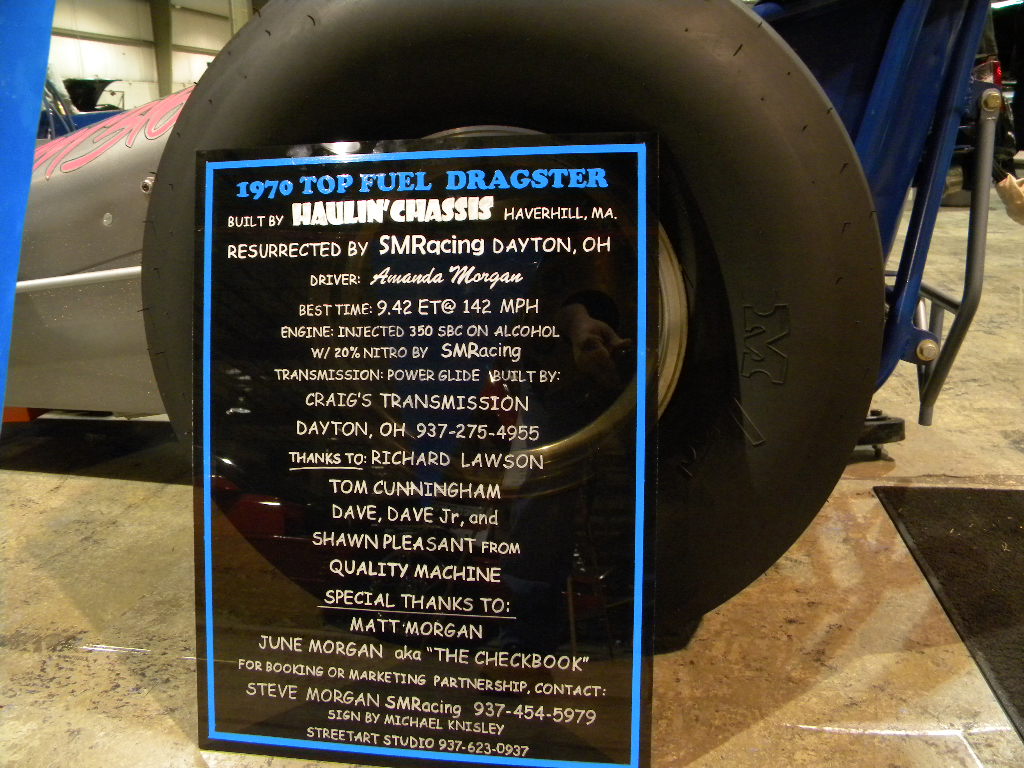 1970 TOP FUEL DRAGSTER
BUILT BY HAULIN' CHASSIS HAVERHILL, MA.
RESURRECTED BY SMRacing DAYTON, OH
DRIVER: Amanda Morgan
BEST TIME: 9.42 ET@ 142 MPH
ENGINE: INJECTED 350 SBC ON ALCOHOL
W/ 20% NITRO BY SMRacing
TRANSMISSION: POWER GLIDE BUILT BY:
CRAIG'S TRANSMISSION
DAYTON, OH 937-275-4955
THANKS TO: RICHARD LAWSON
TOM CUNNINGHAM
DAVE, DAVE Jr, and
SHAWN PLEASANT FROM
QUALITY MACHINE
SPECIAL THANKS TO:
MATT MORGAN
JUNE MORGAN aka "THE CHECKBOOK"
FOR BOOKING OR MARKETING PARTNERSHIP, CONTACT:
STEVE MORGAN SMRacing 937-454-5979
SIGN BY MICHAEL KNISLEY
STREETART STUDIO 937-623-0937
M